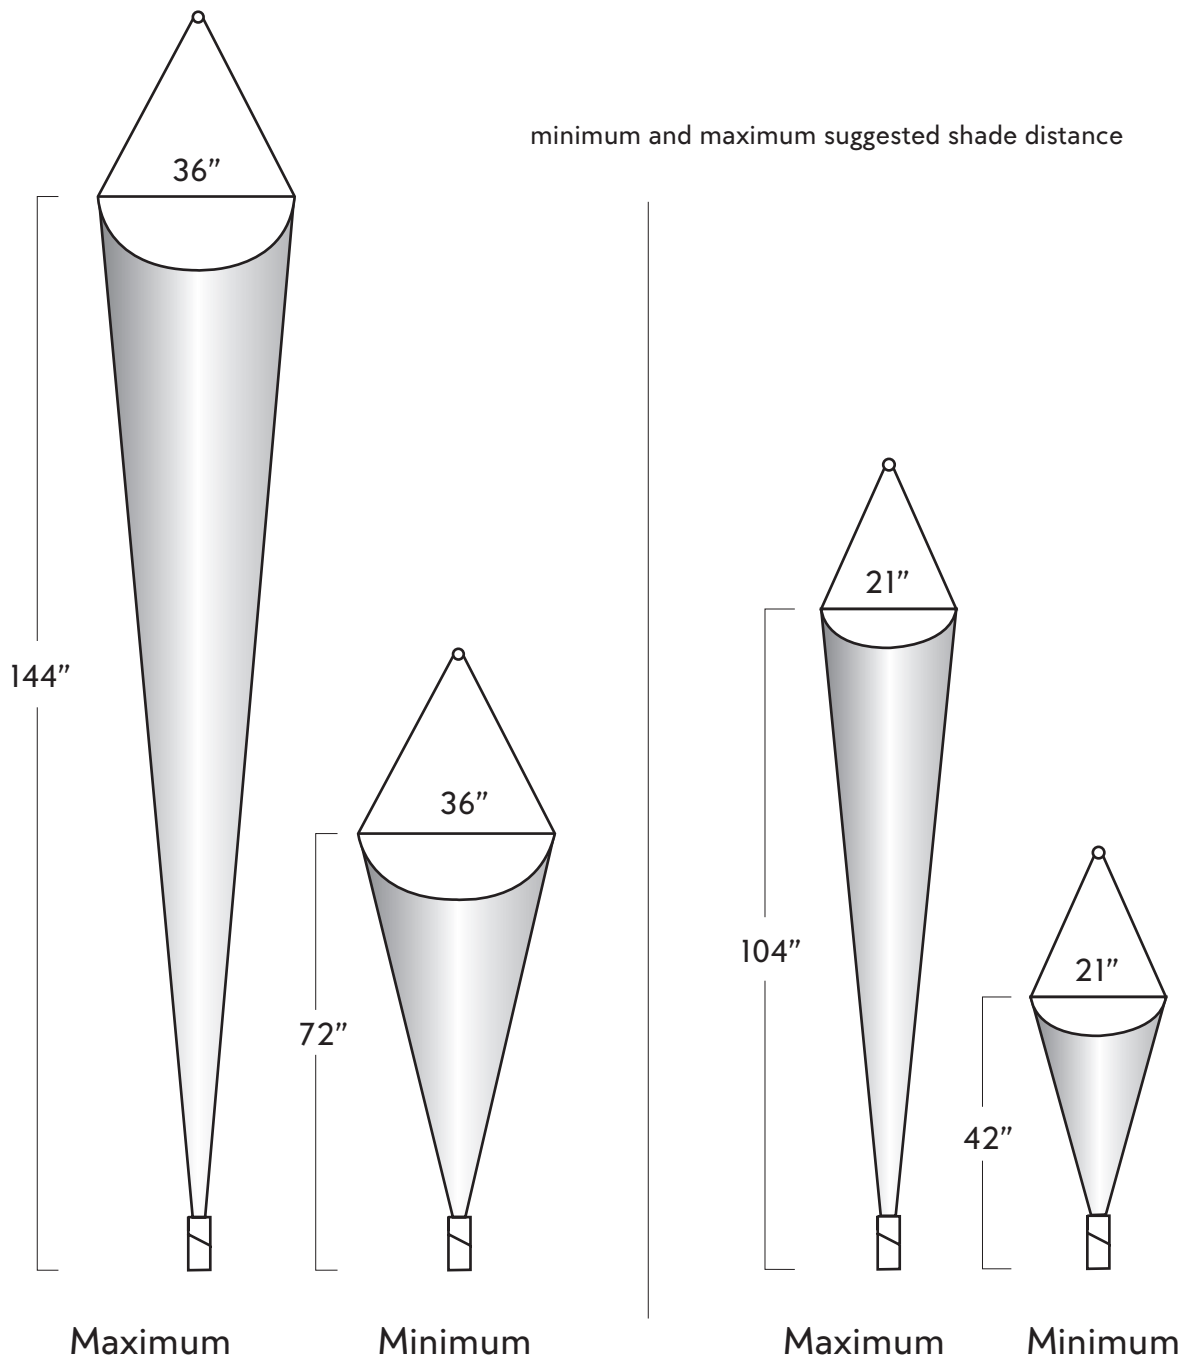 minimum and maximum suggested shade distance
36”
144”
36”
72”
21”
104”
21”
42”
Maximum
Minimum
Maximum
Minimum